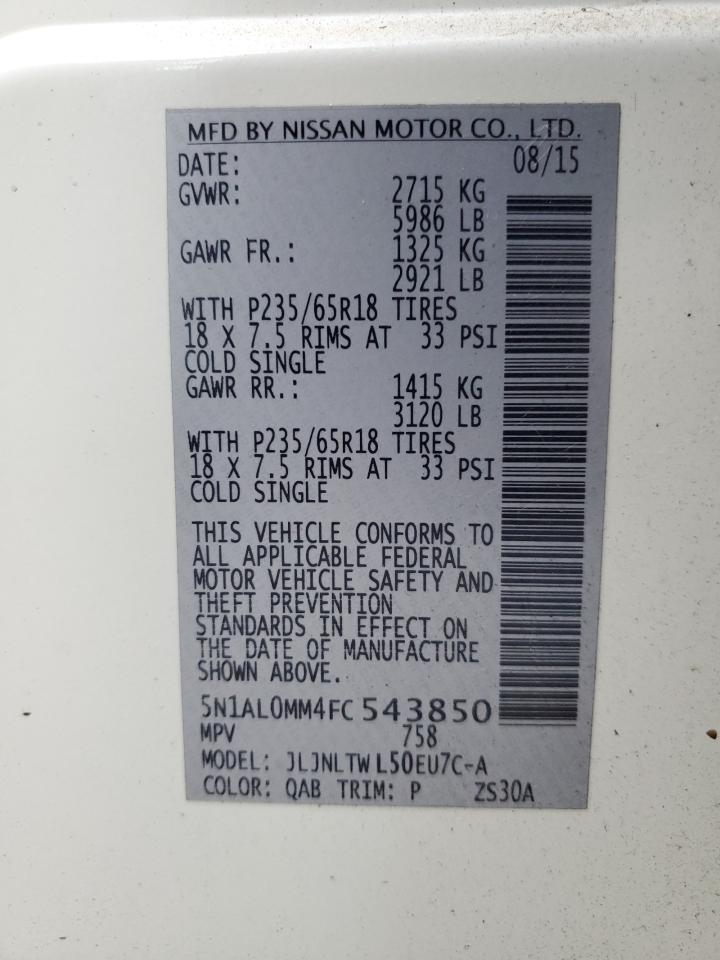 MFD BY NISSAN MOTOR CO., LTD.
DATE: 08/15
GVWR: 2715 KG
5986 LB
GAWR FR.: 1325 KG
2921 LB
WITH P235/65R18 TIRES
18 X 7.5 RIMS AT 33 PSI
COLD SINGLE
GAWR RR.: 1415 KG
3120 LB
WITH P235/65R18 TIRES
18 X 7.5 RIMS AT 33 PSI
COLD SINGLE
THIS VEHICLE CONFORMS TO
ALL APPLICABLE FEDERAL
MOTOR VEHICLE SAFETY AND
THEFT PREVENTION
STANDARDS IN EFFECT ON
THE DATE OF MANUFACTURE
SHOWN ABOVE.
5N1AL0MM4FC543850
MPV 758
MODEL: JLJNLTWL50EU7C-A
COLOR: QAB TRIM: P ZS30A